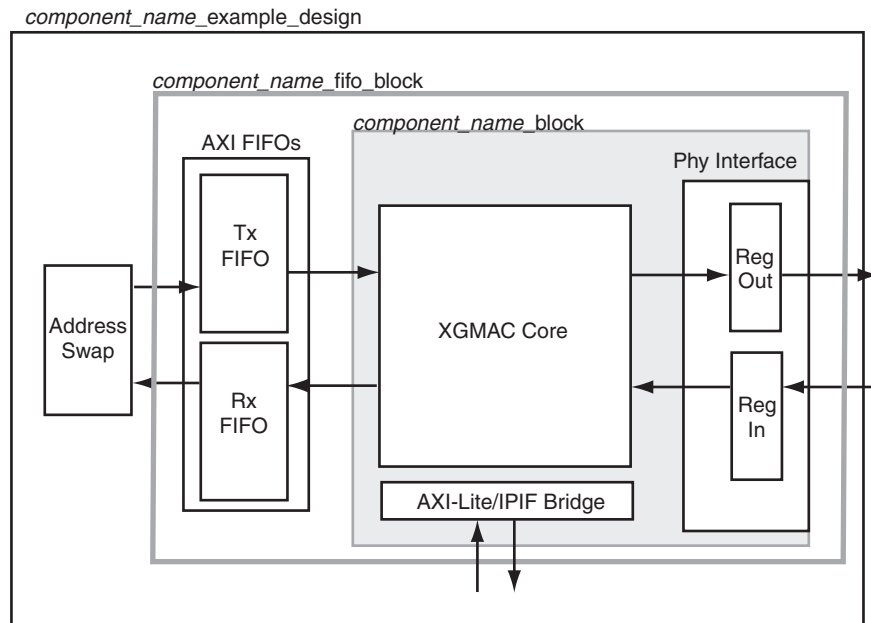 component_name_example_design
component_name_fifo_block
component_name_block
AXI FIFOs
Phy Interface
Tx
FIFO
Reg
Out
Address
Swap
XGMAC Core
Rx
FIFO
Reg
In
AXI-Lite/IPIF Bridge